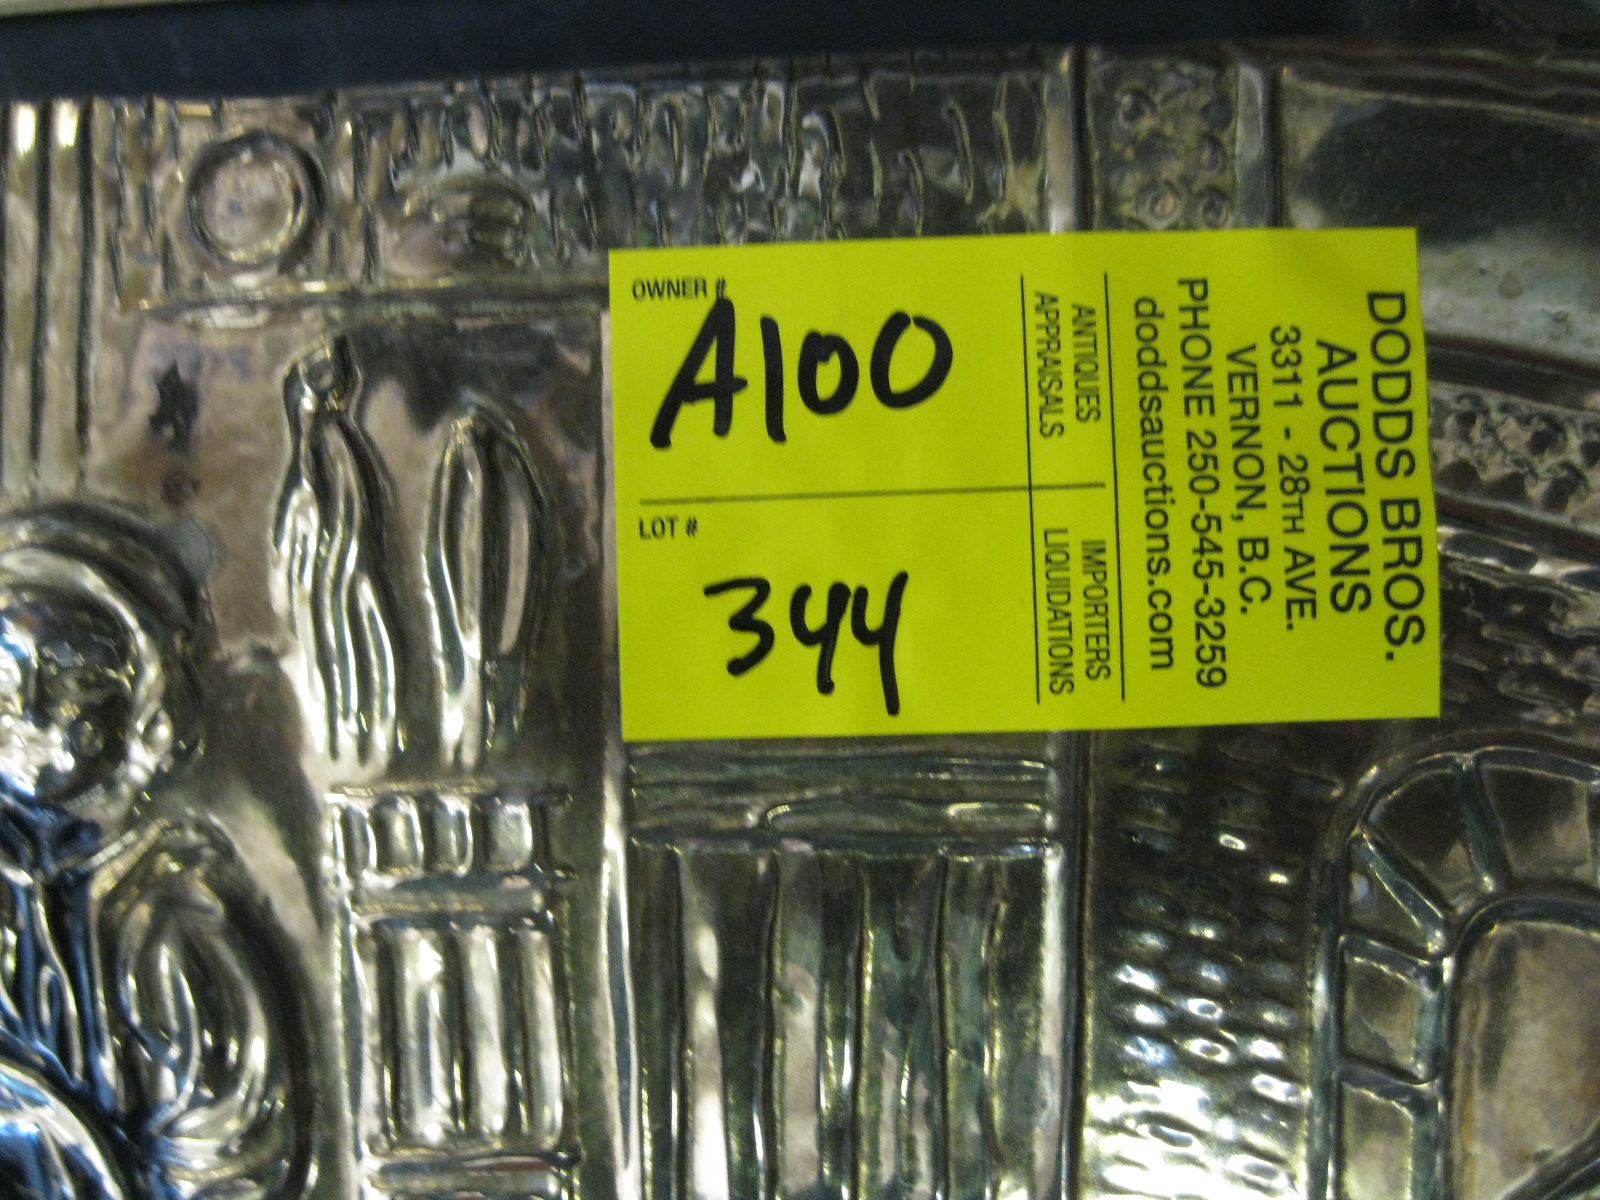 OWNER #
A100
LOT #
344
ANTIQUES
APPRAISALS
IMPORTERS
LIQUIDATIONS
DODDS BROS.
AUCTIONS
3311 - 28TH AVE.
VERNON, B.C.
PHONE 250-545-3259
doddsauctions.com